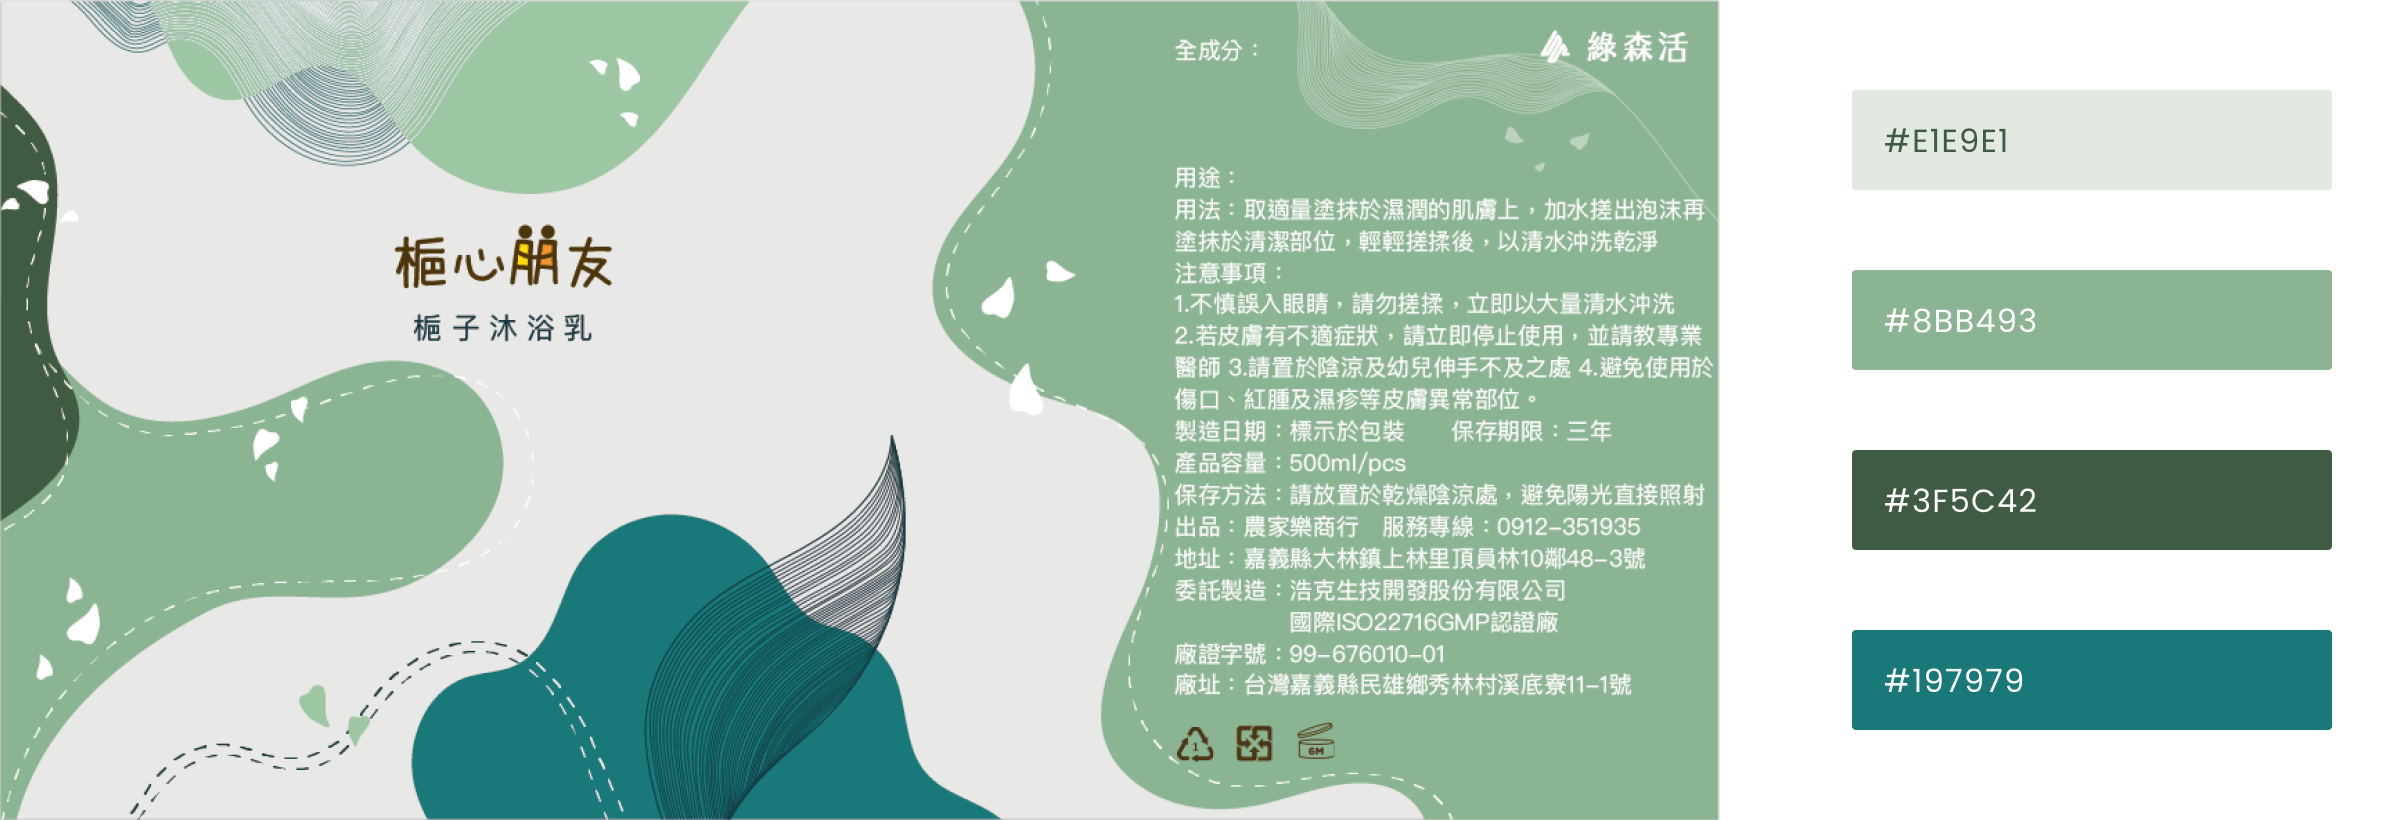 梔心朋友
梔子沐浴乳
全成分：
綠森活
用途：
用法：取適量塗抹於濕潤的肌膚上，加水搓出泡沫再
塗抹於清潔部位，輕輕搓揉後，以清水沖洗乾淨
注意事項：
1.不慎誤入眼睛，請勿搓揉，立即以大量清水沖洗
2.若皮膚有不適症狀，請立即停止使用，並請教專業
醫師 3.請置於陰涼及幼兒伸手不及之處 4.避免使用於
傷口、紅腫及濕疹等皮膚異常部位。
製造日期：標示於包裝　　保存期限：三年
產品容量：500ml/pcs
保存方法：請放置於乾燥陰涼處，避免陽光直接照射
出品：農家樂商行　服務專線：0912–351935
地址：嘉義縣大林鎮上林里頂員林10鄰48–3號
委託製造：浩克生技開發股份有限公司
國際ISO22716GMP認證廠
廠證字號：99–676010–01
廠址：台灣嘉義縣民雄鄉秀林村溪底寮11–1號
1
6M
#E1E9E1
#8BB493
#3F5C42
#197979